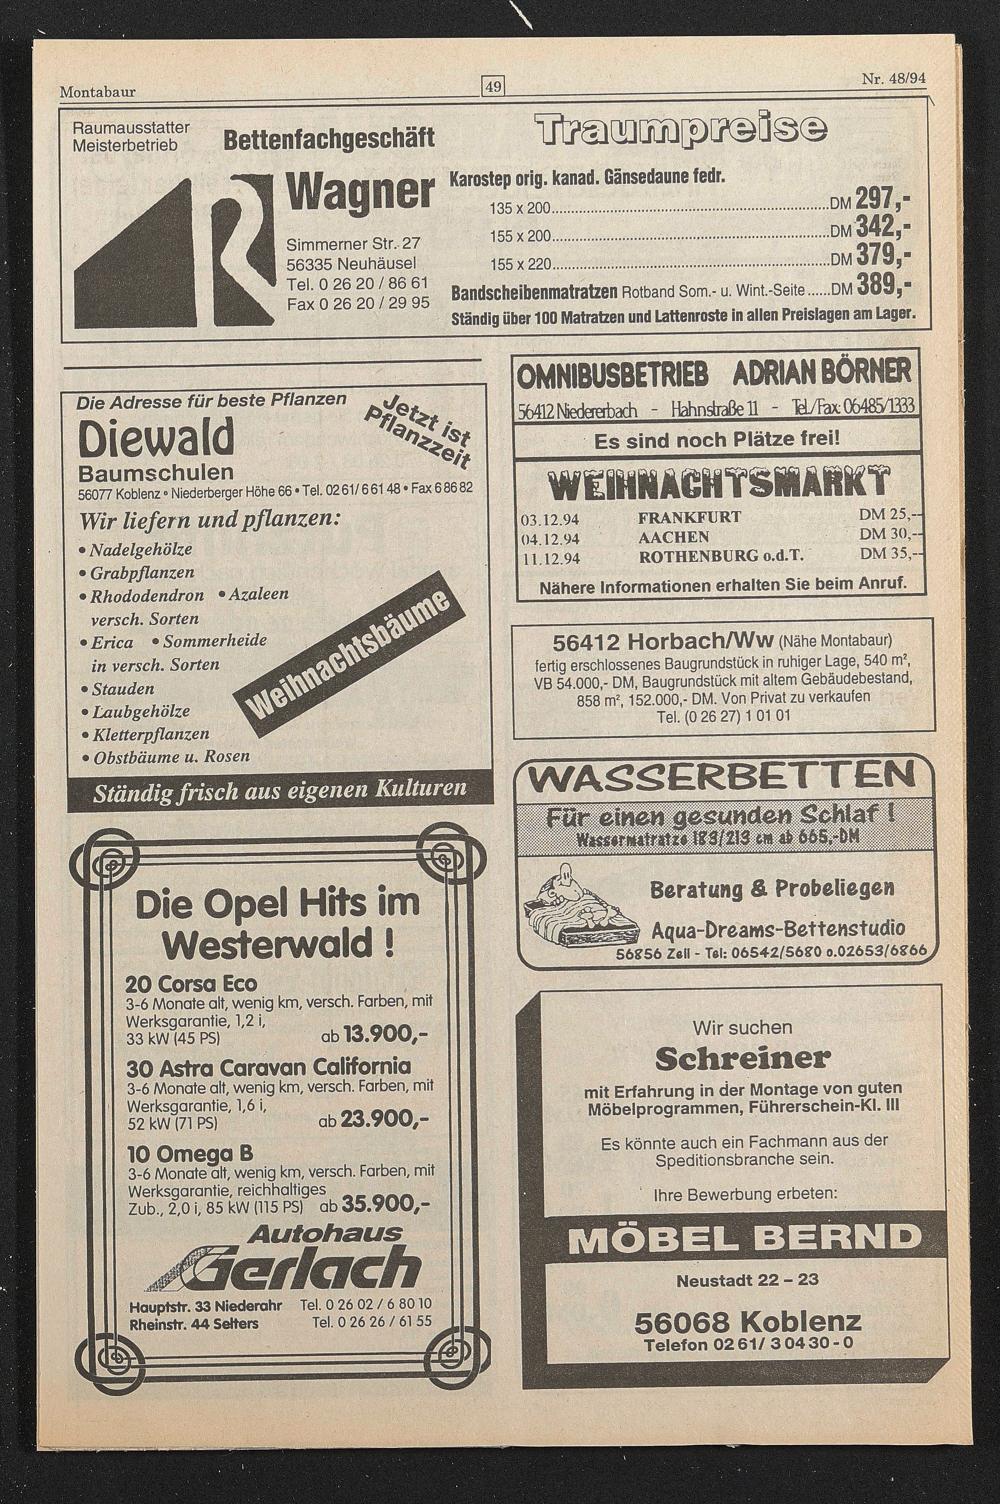 Montabaur
49
Nr. 48/94
Raumausstatter
Meisterbetrieb
Bettenfachgeschäft
Wagner
Simmerner Str. 27
56335 Neuhäusel
Tel. 0 26 20 / 86 61
Fax 0 26 20 / 29 95
Traumpreise
Karostep orig. kanad. Gänsedaune fedr.
135 x 200............DM 297,-
155 x 200............DM 342,-
155 x 220............DM 379,-
Bandscheibenmatratzen Rotband Som.- u. Wint.-Seite .....DM 389,-
Ständig über 100 Matratzen und Lattenroste in allen Preislagen am Lager.
Die Adresse für beste Pflanzen
Jetzt ist
Pflanzzeit
Diewald
Baumschulen
56077 Koblenz • Niederberger Höhe 66 • Tel. 02 61/ 6 61 48 • Fax 6 86 82
Wir liefern und pflanzen:
• Nadelgehölze
• Grabpflanzen
• Rhododendron • Azaleen
versch. Sorten
• Erica • Sommerheide
in versch. Sorten
• Stauden
• Laubgehölze
• Kletterpflanzen
• Obstbäume u. Rosen
Weihnachtsbäume
Ständig frisch aus eigenen Kulturen
Die Opel Hits im
Westerwald !
20 Corsa Eco
3-6 Monate alt, wenig km, versch. Farben, mit
Werksgarantie, 1,2 i,
33 kW (45 PS) ab 13.900,-
30 Astra Caravan California
3-6 Monate alt, wenig km, versch. Farben, mit
Werksgarantie, 1,6 i,
52 kW (71 PS) ab 23.900,-
10 Omega B
3-6 Monate alt, wenig km, versch. Farben, mit
Werksgarantie, reichhaltiges
Zub., 2,0 i, 85 kW (115 PS) ab 35.900,-
Autohaus
Gerlach
Hauptstr. 33 Niederahr Tel. 0 26 02 / 6 80 10
Rheinstr. 44 Selters Tel. 0 26 26 / 61 55
OMNIBUSBETRIEB ADRIAN BÖRNER
56412 Niedererbach - Hahnstraße 11 - Tel./Fax: 06485/1333
Es sind noch Plätze frei!
WEIHNACHTSMARKT
03.12.94 FRANKFURT DM 25,--
04.12.94 AACHEN DM 30,--
11.12.94 ROTHENBURG o.d.T. DM 35,--
Nähere Informationen erhalten Sie beim Anruf.
56412 Horbach/Ww (Nähe Montabaur)
fertig erschlossenes Baugrundstück in ruhiger Lage, 540 m²,
VB 54.000,- DM, Baugrundstück mit altem Gebäudebestand,
858 m², 152.000,- DM. Von Privat zu verkaufen
Tel. (0 26 27) 1 01 01
WASSERBETTEN
Für einen gesunden Schlaf !
Wassermatratze 183/213 cm ab 665,-DM
Beratung & Probeliegen
Aqua-Dreams-Bettenstudio
56856 Zell - Tel: 06542/5680 o.02653/6866
Wir suchen
Schreiner
mit Erfahrung in der Montage von guten
Möbelprogrammen, Führerschein-Kl. III
Es könnte auch ein Fachmann aus der
Speditionsbranche sein.
Ihre Bewerbung erbeten:
MÖBEL BERND
Neustadt 22 – 23
56068 Koblenz
Telefon 02 61/ 3 04 30 - 0